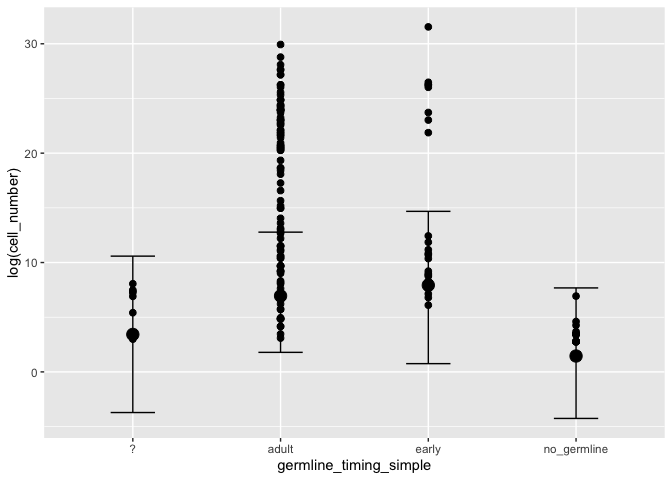 30
20
10
0
log(cell_number)
? adult early no_germline
germline_timing_simple